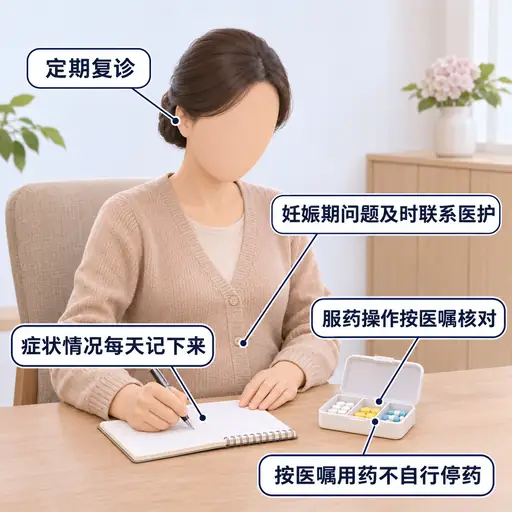 定期复诊
妊娠期问题及时联系医护
服药操作按医嘱核对
症状情况每天记下来
按医嘱用药不自行停药